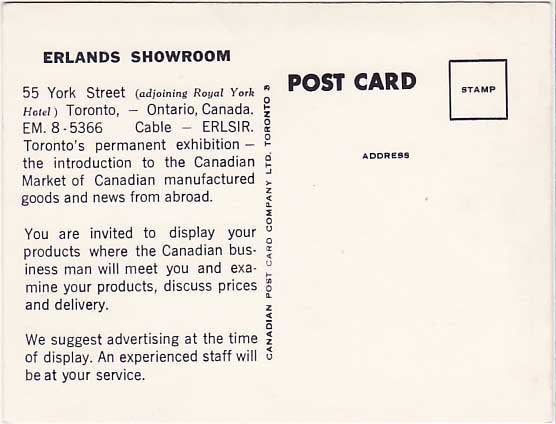 ERLANDS SHOWROOM
55 York Street (adjoining Royal York
Hotel) Toronto, — Ontario, Canada.
EM. 8-5366 Cable — ERLSIR.
Toronto's permanent exhibition —
the introduction to the Canadian
Market of Canadian manufactured
goods and news from abroad.
You are invited to display your
products where the Canadian bus-
iness man will meet you and exa-
mine your products, discuss prices
and delivery.
We suggest advertising at the time
of display. An experienced staff will
be at your service.
CANADIAN POST CARD COMPANY LTD. TORONTO 3
POST CARD
STAMP
ADDRESS